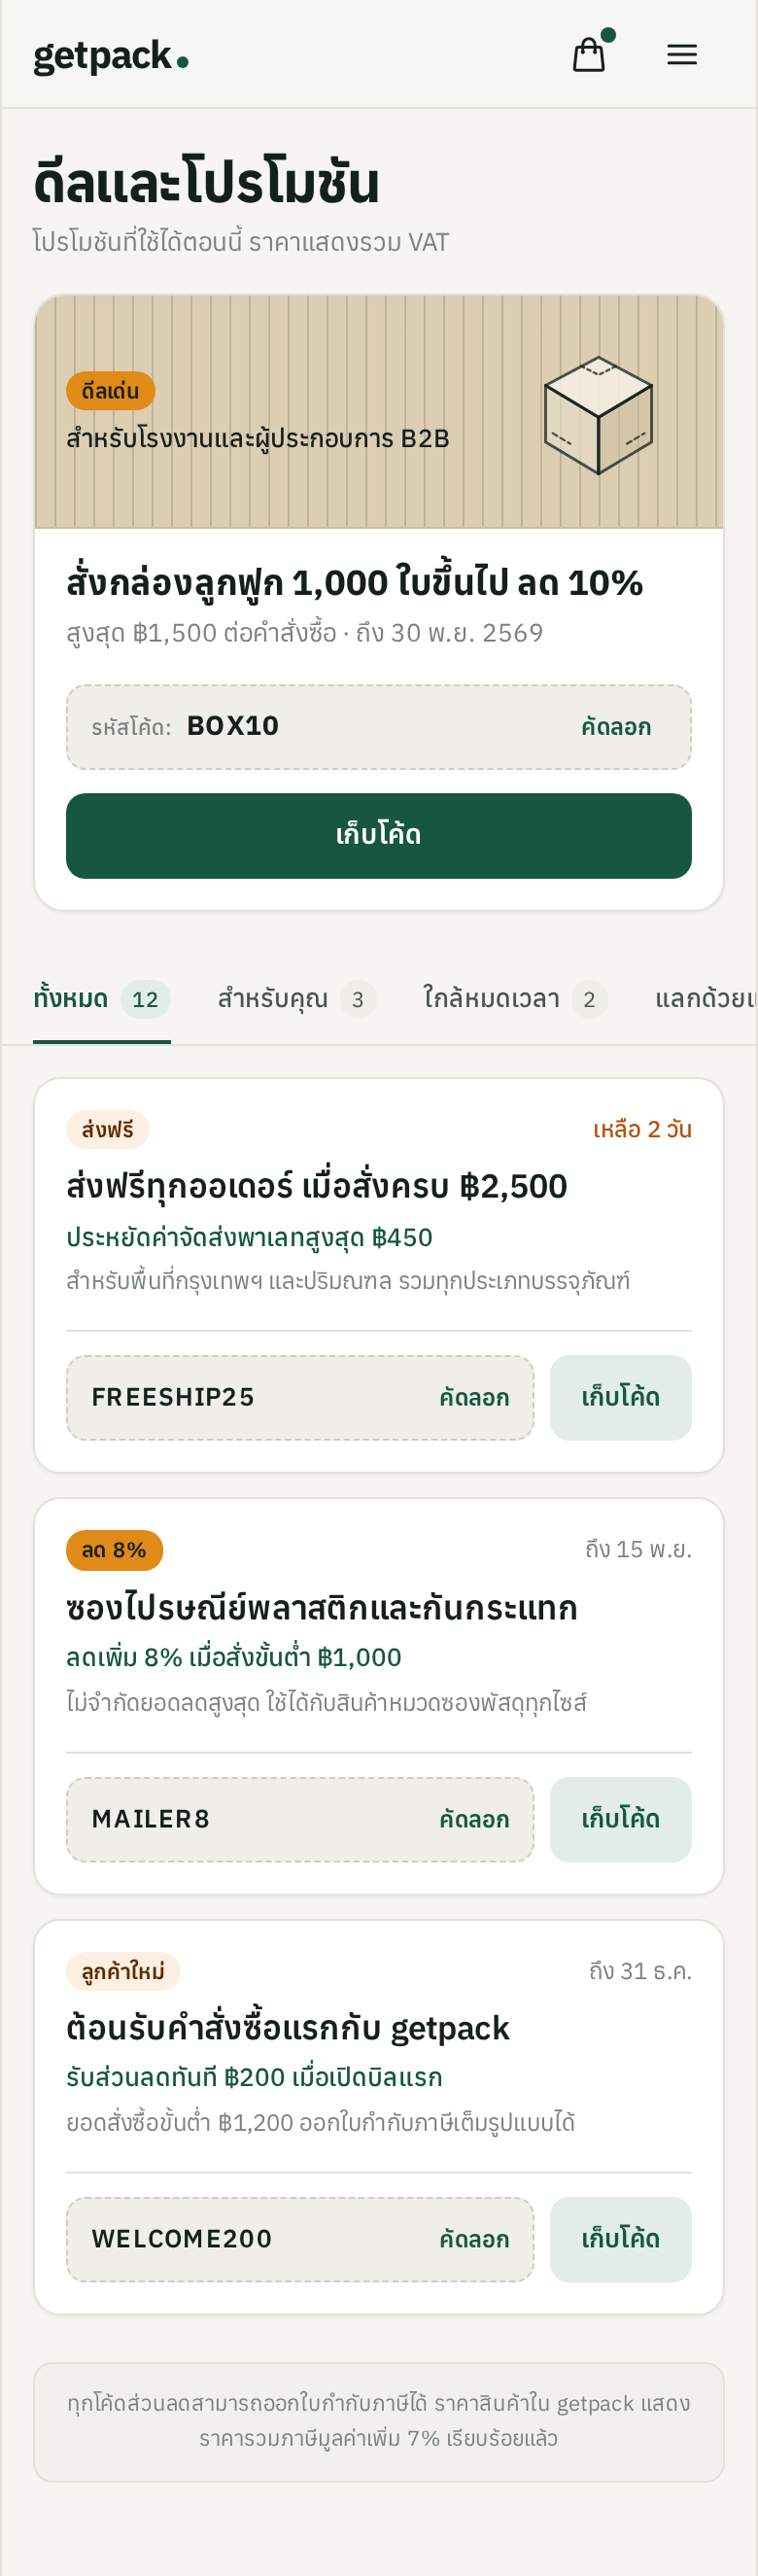 getpack.
ดีลและโปรโมชัน
โปรโมชันที่ใช้ได้ตอนนี้ ราคาแสดงรวม VAT
ดีลเด่น
สำหรับโรงงานและผู้ประกอบการ B2B
สั่งกล่องลูกฟูก 1,000 ใบขึ้นไป ลด 10%
สูงสุด ฿1,500 ต่อคำสั่งซื้อ · ถึง 30 พ.ย. 2569
รหัสโค้ด: BOX10 คัดลอก
เก็บโค้ด
ทั้งหมด 12 สำหรับคุณ 3 ใกล้หมดเวลา 2 แลกด้วย
ส่งฟรี เหลือ 2 วัน
ส่งฟรีทุกออเดอร์ เมื่อสั่งครบ ฿2,500
ประหยัดค่าจัดส่งพาเลทสูงสุด ฿450
สำหรับพื้นที่กรุงเทพฯ และปริมณฑล รวมทุกประเภทบรรจุภัณฑ์
FREESHIP25 คัดลอก เก็บโค้ด
ลด 8% ถึง 15 พ.ย.
ซองไปรษณีย์พลาสติกและกันกระแทก
ลดเพิ่ม 8% เมื่อสั่งขั้นต่ำ ฿1,000
ไม่จำกัดยอดลดสูงสุด ใช้ได้กับสินค้าหมวดซองพัสดุทุกไซส์
MAILER8 คัดลอก เก็บโค้ด
ลูกค้าใหม่ ถึง 31 ธ.ค.
ต้อนรับคำสั่งซื้อแรกกับ getpack
รับส่วนลดทันที ฿200 เมื่อเปิดบิลแรก
ยอดสั่งซื้อขั้นต่ำ ฿1,200 ออกใบกำกับภาษีเต็มรูปแบบได้
WELCOME200 คัดลอก เก็บโค้ด
ทุกโค้ดส่วนลดสามารถออกใบกำกับภาษีได้ ราคาสินค้าใน getpack แสดง
ราคารวมภาษีมูลค่าเพิ่ม 7% เรียบร้อยแล้ว